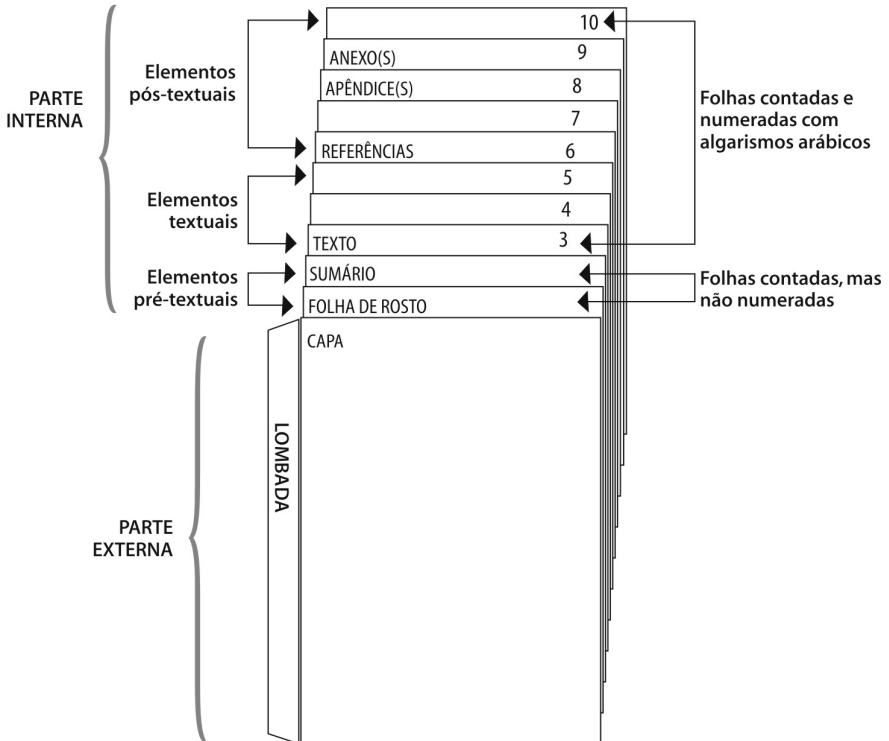 10
ANEXO(S) 9
APÊNDICE(S) 8
7
REFERÊNCIAS 6
5
4
TEXTO 3
SUMÁRIO
FOLHA DE ROSTO
CAPA
LOMBADA
PARTE
INTERNA
Elementos
pós-textuais
Elementos
textuais
Elementos
pré-textuais
Folhas contadas e
numeradas com
algarismos arábicos
Folhas contadas, mas
não numeradas
PARTE
EXTERNA